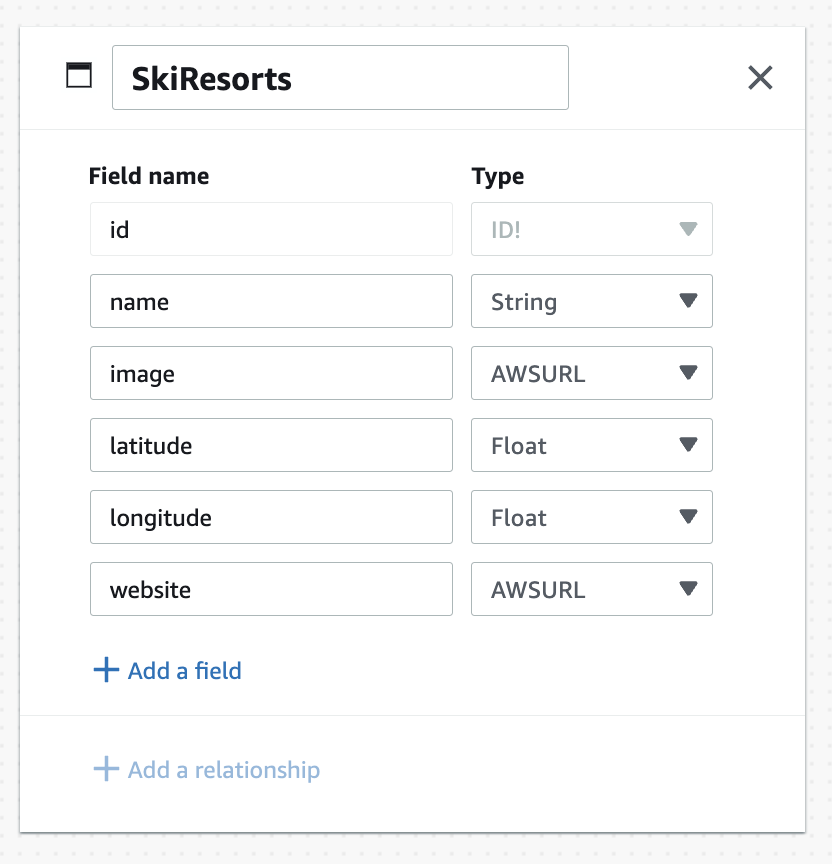 SkiResorts
Field name Type
id ID!
name String
image AWSURL
latitude Float
longitude Float
website AWSURL
Add a field
Add a relationship